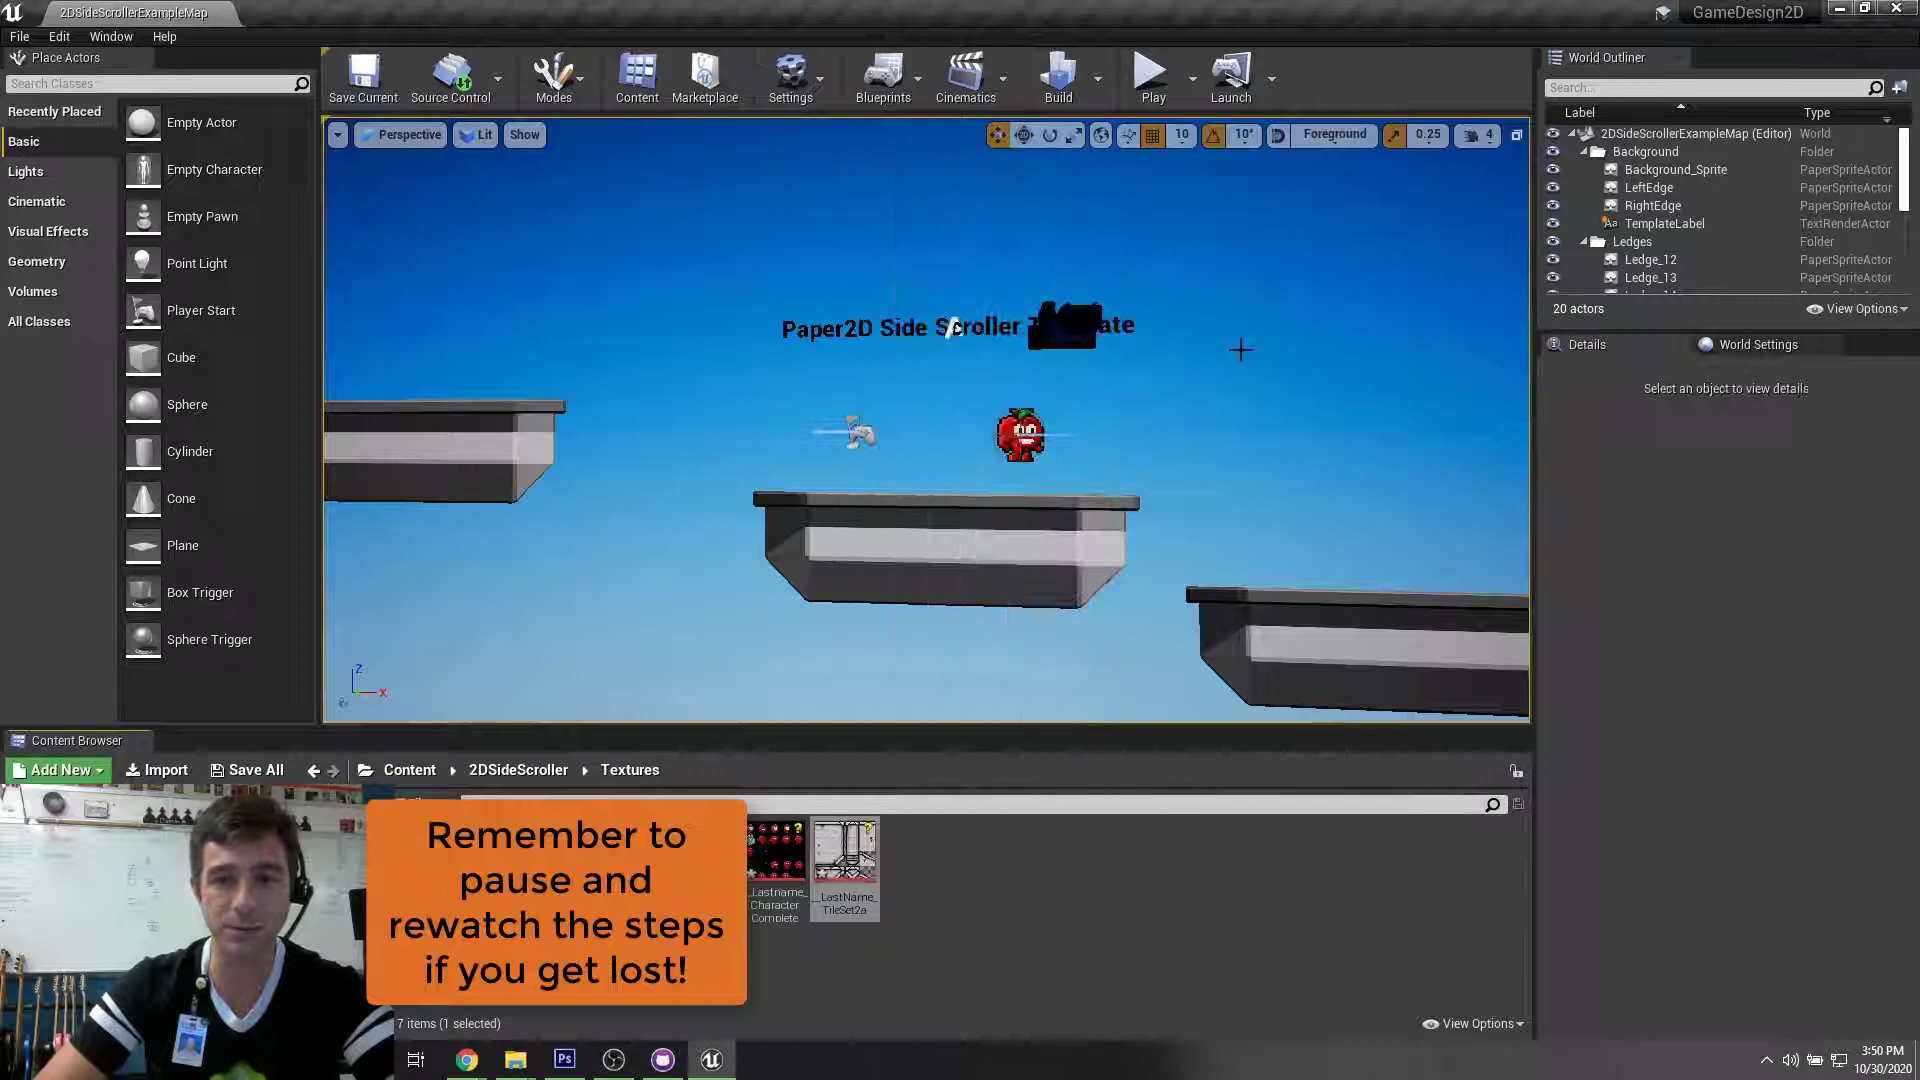 2DSideScrollerExampleMap
GameDesign2D
File Edit Window Help
Place Actors
Search Classes
Recently Placed
Basic
Lights
Cinematic
Visual Effects
Geometry
Volumes
All Classes
Empty Actor
Empty Character
Empty Pawn
Point Light
Player Start
Cube
Sphere
Cylinder
Cone
Plane
Box Trigger
Sphere Trigger
Save Current Source Control Modes Content Marketplace Settings Blueprints Cinematics Build Play Launch
Perspective Lit Show
10 10° Foreground 0.25 4
Paper2D Side Scroller
Z
X
World Outliner
Search...
Label Type
2DSideScrollerExampleMap (Editor) World
Background Folder
Background_Sprite PaperSpriteActor
LeftEdge PaperSpriteActor
RightEdge PaperSpriteActor
TemplateLabel TextRenderActor
Ledges Folder
Ledge_12 PaperSpriteActor
Ledge_13 PaperSpriteActor
20 actors View Options
Details World Settings
Select an object to view details
Content Browser
Add New Import Save All Content 2DSideScroller Textures
_Lastname_
Character
Complete
_LastName_
TileSet2a
Remember to
pause and
rewatch the steps
if you get lost!
7 items (1 selected) View Options
Ps
3:50 PM
10/30/2020